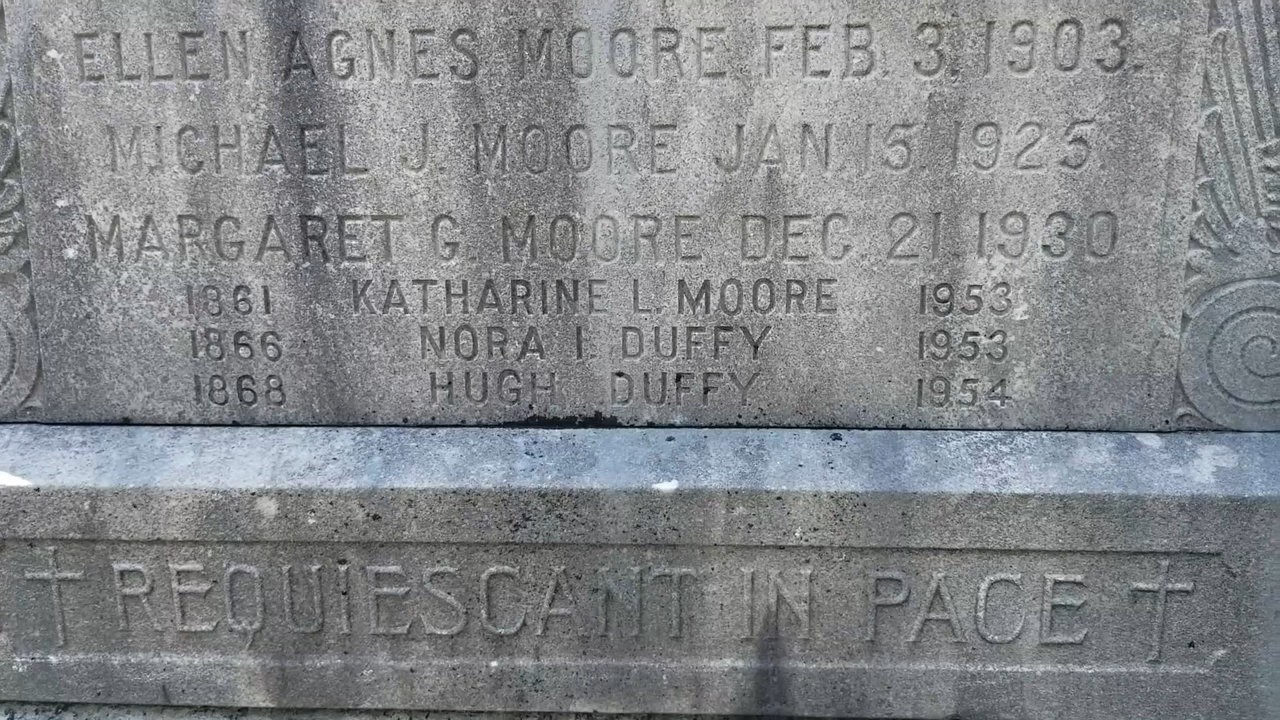 ELLEN AGNES MOORE FEB. 3. 1903.
MICHAEL J. MOORE JAN. 15. 1925
MARGARET G. MOORE DEC. 21. 1930
1861 KATHARINE L. MOORE 1953
1866 NORA I. DUFFY 1953
1868 HUGH DUFFY 1954
† REQUIESCANT IN PACE †